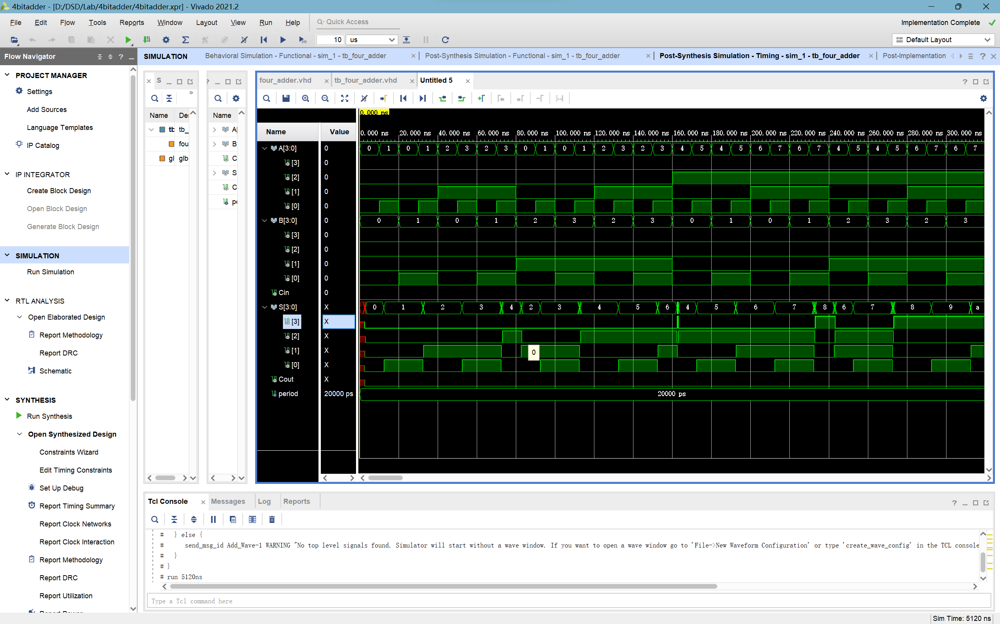 4bitadder - [D:/DSD/Lab/4bitadder/4bitadder.xpr] - Vivado 2021.2
File Edit Flow Tools Reports Window Layout View Run Help Quick Access Implementation Complete
10 us Default Layout
Flow Navigator
SIMULATION Behavioral Simulation - Functional - sim_1 - tb_four_adder Post-Synthesis Simulation - Functional - sim_1 - tb_four_adder Post-Synthesis Simulation - Timing - sim_1 - tb_four_adder Post-Implementation
PROJECT MANAGER
Settings
Add Sources
Language Templates
IP Catalog
IP INTEGRATOR
Create Block Design
Open Block Design
Generate Block Design
SIMULATION
Run Simulation
RTL ANALYSIS
Open Elaborated Design
Report Methodology
Report DRC
Schematic
SYNTHESIS
Run Synthesis
Open Synthesized Design
Constraints Wizard
Edit Timing Constraints
Set Up Debug
Report Timing Summary
Report Clock Networks
Report Clock Interaction
Report Methodology
Report DRC
Report Utilization
S
Name
tb tb_
fou
gl glb
Name
A[
B
C
S
C
four_adder.vhd tb_four_adder.vhd Untitled 5
0.000 ns
Name Value 0.000 ns 20.000 ns 40.000 ns 60.000 ns 80.000 ns 100.000 ns 120.000 ns 140.000 ns 160.000 ns 180.000 ns 200.000 ns 220.000 ns 240.000 ns 260.000 ns 280.000 ns 300.000 ns
A[3:0] 0 0 1 0 1 2 3 2 3 0 1 0 1 2 3 2 3 4 5 4 5 6 7 6 7 4 5 4 5 6 7 6 7
[3] 0
[2] 0
[1] 0
[0] 0
B[3:0] 0 0 1 0 1 2 3 2 3 0 1 0 1 2 3 2 3
[3] 0
[2] 0
[1] 0
[0] 0
Cin 0
S[3:0] X 0 1 2 3 4 2 3 4 5 6 4 5 6 7 8 6 7 8 9 a
[3] X
[2] X
[1] X 0
[0] X
Cout X
period 20000 ps 20000 ps
Tcl Console Messages Log Reports
# } else {
# send_msg_id Add_Wave-1 WARNING "No top level signals found. Simulator will start without a wave window. If you want to open a wave window go to 'File->New Waveform Configuration' or type 'create_wave_config' in the TCL console
# }
# }
# run 5120ns
Type a Tcl command here
Sim Time: 5120 ns